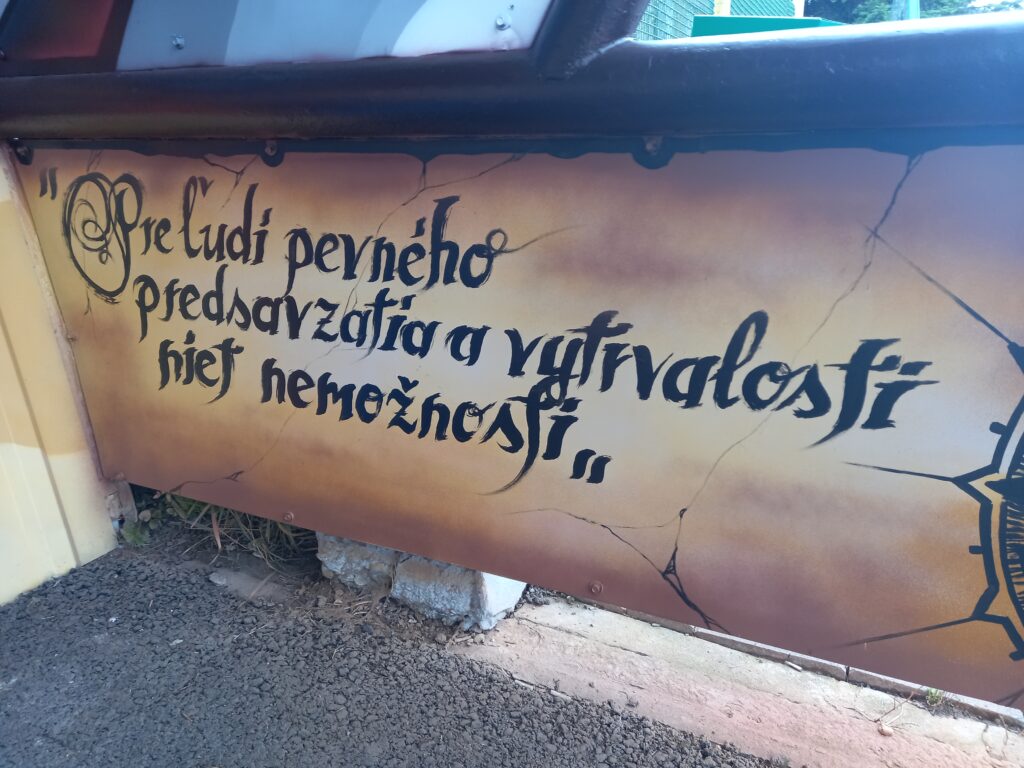 "Pre ľudí pevného
predsavzatia a vytrvalosti
niet nemožnosti"